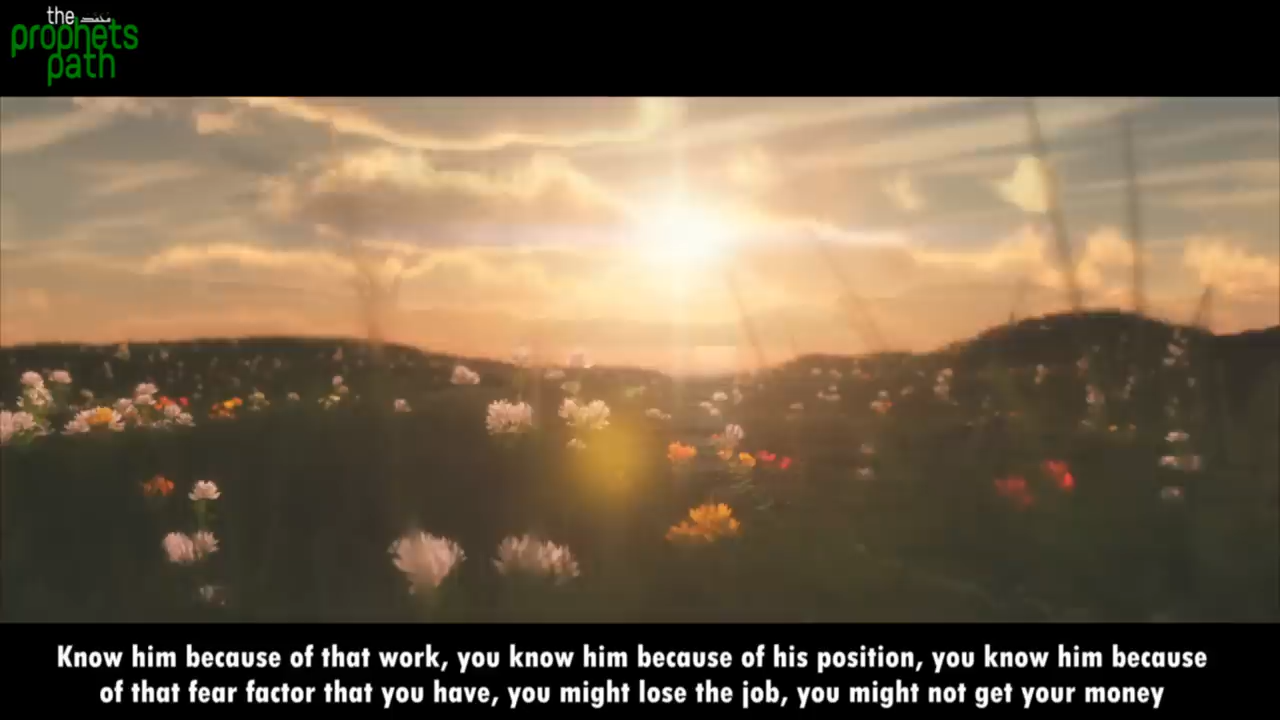 the
prophets
path
Know him because of that work, you know him because of his position, you know him because
of that fear factor that you have, you might lose the job, you might not get your money